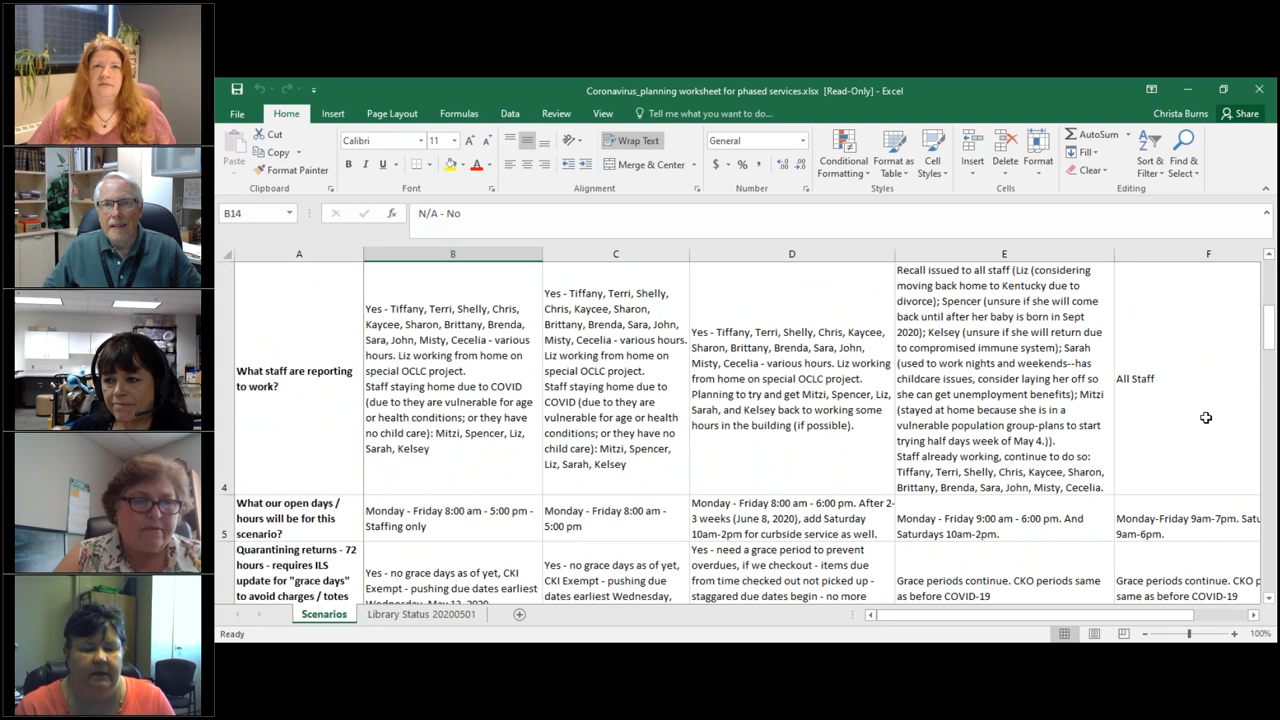 Coronavirus_planning worksheet for phased services.xlsx [Read-Only] - Excel
File Home Insert Page Layout Formulas Data Review View Tell me what you want to do... Christa Burns Share
Cut
Copy
Format Painter
Paste
Clipboard
Calibri 11
B I U
Font
Wrap Text
Merge & Center
Alignment
General
$ % ,
Number
Conditional Formatting
Format as Table
Cell Styles
Styles
Insert Delete Format
Cells
AutoSum
Fill
Clear
Sort & Filter
Find & Select
Editing
B14 fx N/A - No
A B C D E F
4
What staff are reporting
to work?
Yes - Tiffany, Terri, Shelly, Chris,
Kaycee, Sharon, Brittany, Brenda,
Sara, John, Misty, Cecelia - various
hours. Liz working from home on
special OCLC project.
Staff staying home due to COVID
(due to they are vulnerable for age
or health conditions; or they have
no child care): Mitzi, Spencer, Liz,
Sarah, Kelsey
Yes - Tiffany, Terri, Shelly,
Chris, Kaycee, Sharon,
Brittany, Brenda, Sara, John,
Misty, Cecelia - various hours.
Liz working from home on
special OCLC project.
Staff staying home due to
COVID (due to they are
vulnerable for age or health
conditions; or they have no
child care): Mitzi, Spencer,
Liz, Sarah, Kelsey
Yes - Tiffany, Terri, Shelly, Chris, Kaycee,
Sharon, Brittany, Brenda, Sara, John,
Misty, Cecelia - various hours. Liz working
from home on special OCLC project.
Planning to try and get Mitzi, Spencer, Liz,
Sarah, and Kelsey back to working some
hours in the building (if possible).
Recall issued to all staff (Liz (considering
moving back home to Kentucky due to
divorce); Spencer (unsure if she will come
back until after her baby is born in Sept
2020); Kelsey (unsure if she will return due
to compromised immune system); Sarah
(used to work nights and weekends--has
childcare issues, consider laying her off so
she can get unemployment benefits); Mitzi
(stayed at home because she is in a
vulnerable population group-plans to start
trying half days week of May 4.)).
Staff already working, continue to do so:
Tiffany, Terri, Shelly, Chris, Kaycee, Sharon,
Brittany, Brenda, Sara, John, Misty, Cecelia.
All Staff
5
What our open days /
hours will be for this
scenario?
Monday - Friday 8:00 am - 5:00 pm -
Staffing only
Monday - Friday 8:00 am -
5:00 pm
Monday - Friday 8:00 am - 6:00 pm. After 2-
3 weeks (June 8, 2020), add Saturday
10am-2pm for curbside service as well.
Monday - Friday 9:00 am - 6:00 pm. And
Saturdays 10am-2pm.
Monday-Friday 9am-7pm. Satu
9am-6pm.
Quarantining returns - 72
hours - requires ILS
update for "grace days"
to avoid charges / totes
Yes - no grace days as of yet, CKI
Exempt - pushing due dates earliest
Wednesday, May 13, 2020
Yes - no grace days as of yet,
CKI Exempt - pushing due
dates earliest Wednesday,
Yes - need a grace period to prevent
overdues, if we checkout - items due
from time checked out not picked up -
staggared due dates begin - no more
Grace periods continue. CKO periods same
as before COVID-19
Grace periods continue. CKO p
same as before COVID-19
Scenarios Library Status 20200501
Ready 100%